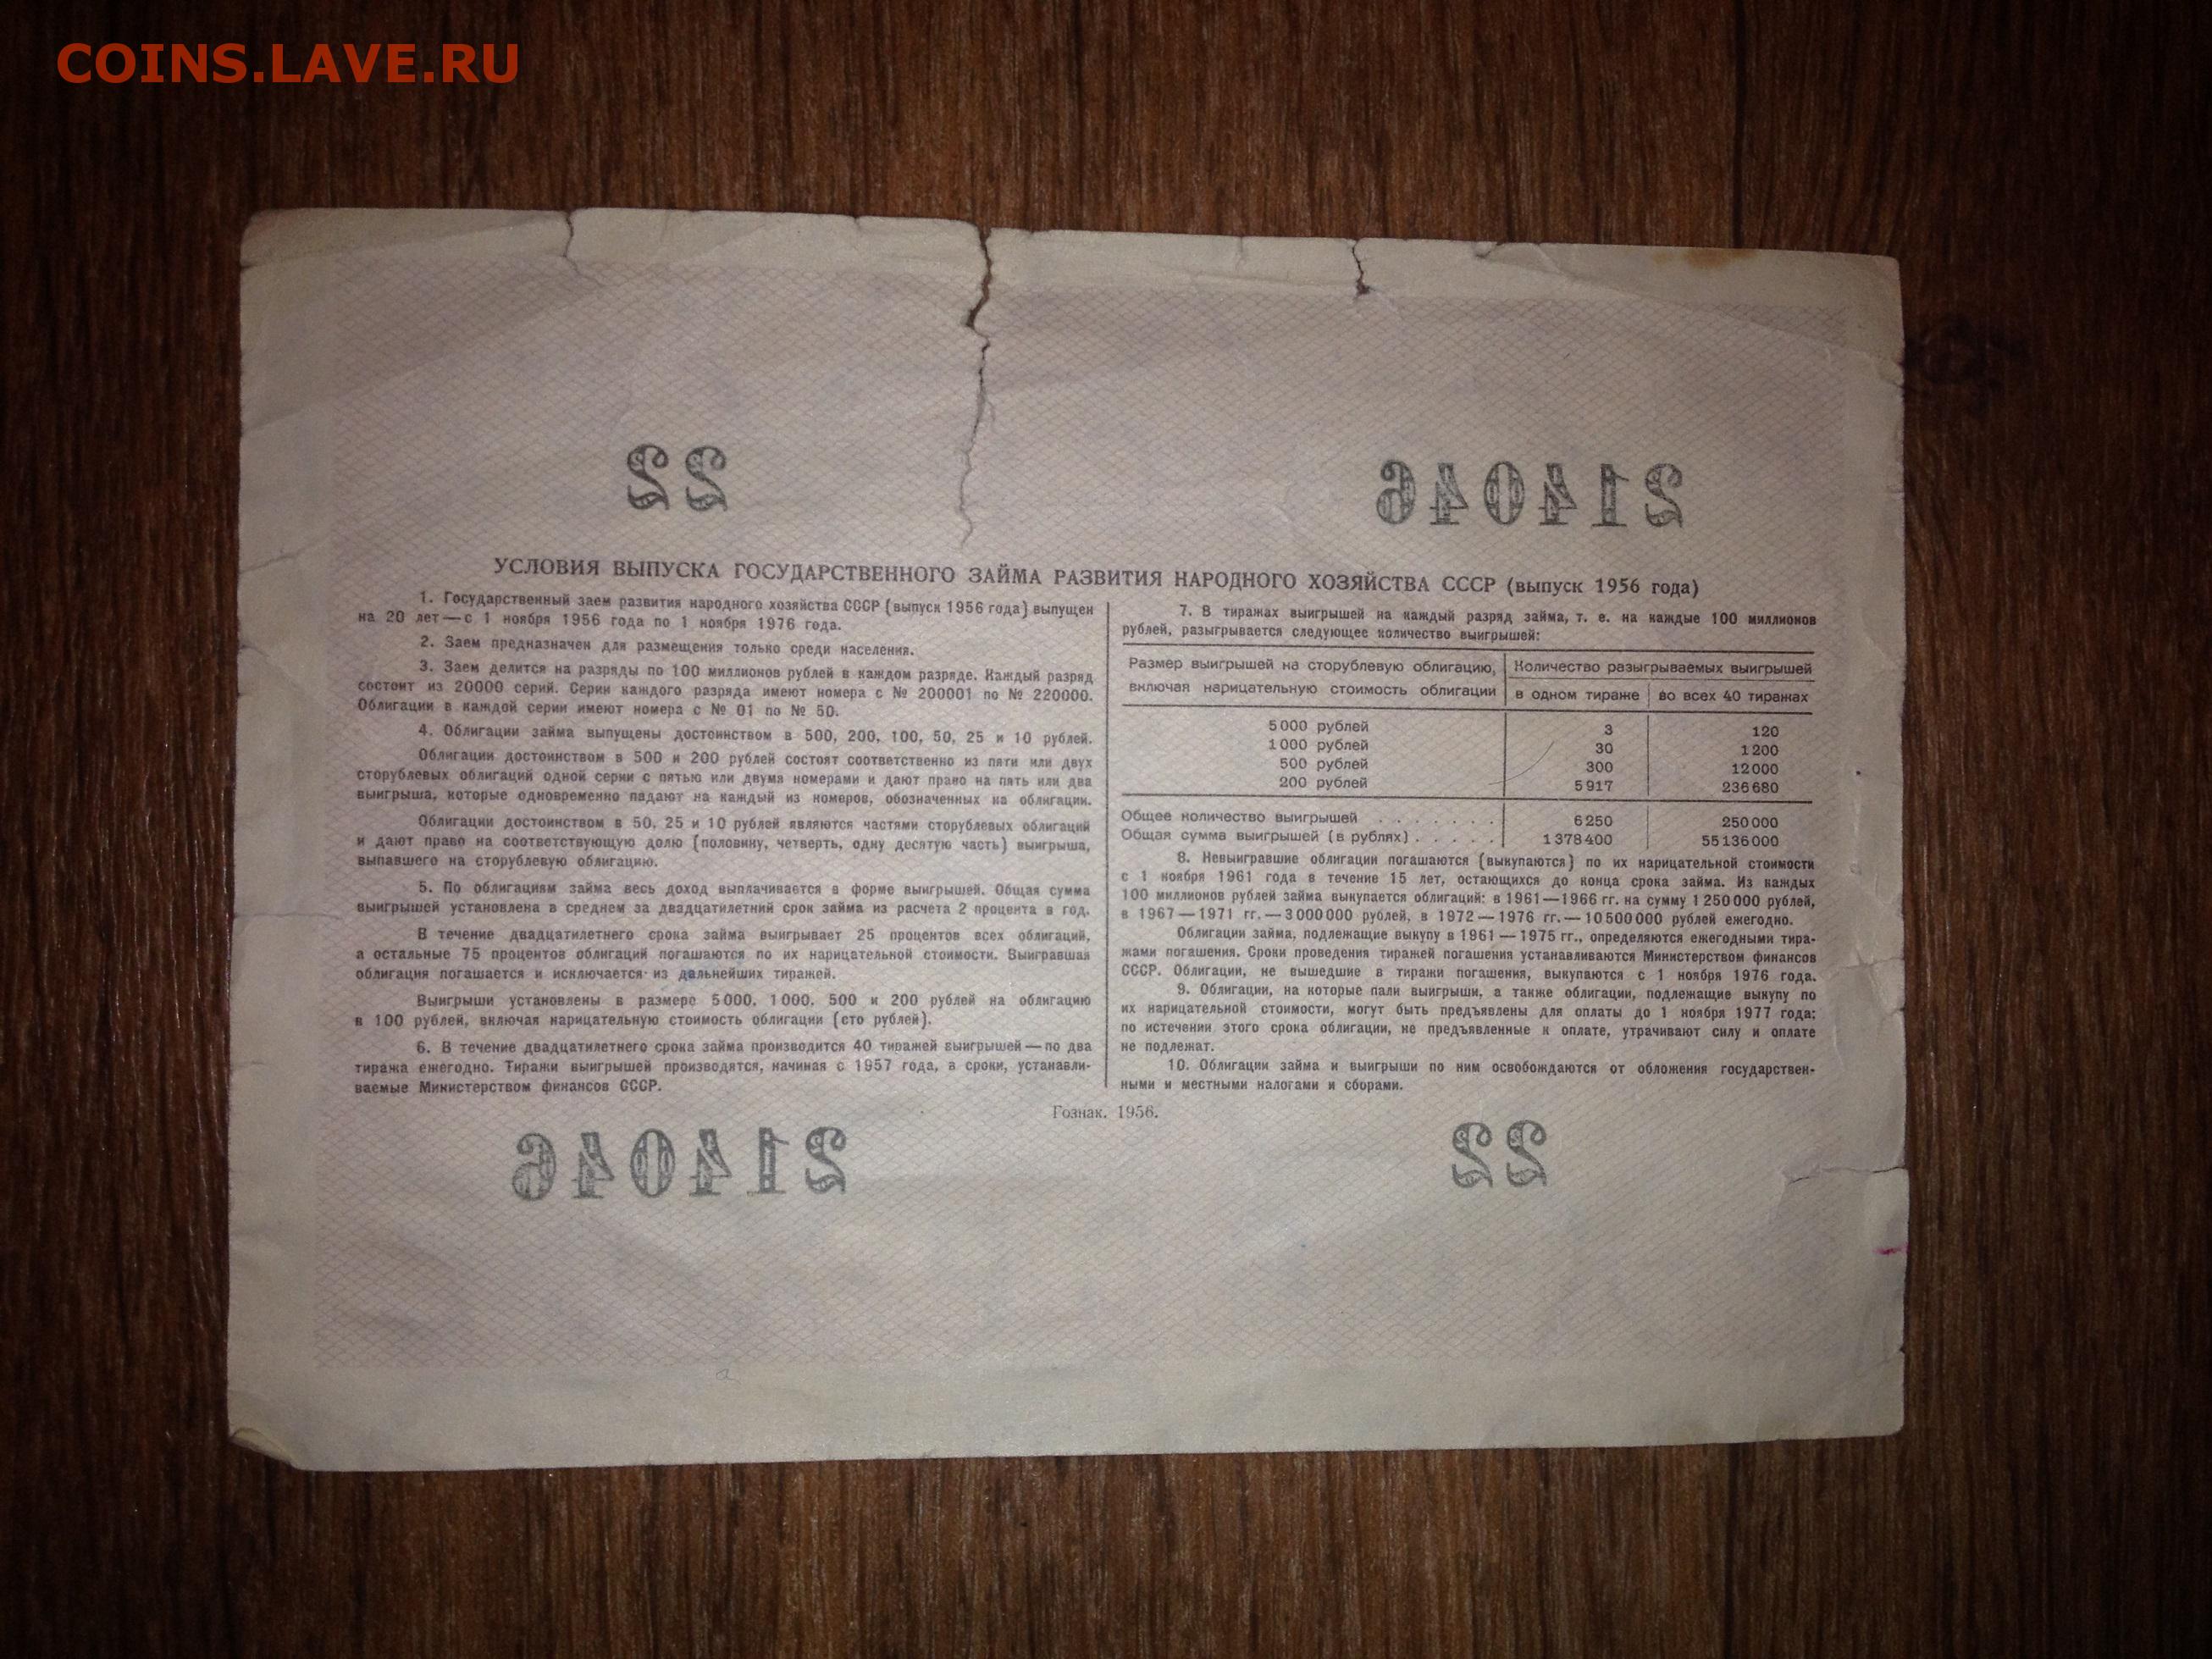 COINS.LAVE.RU
22 214046
УСЛОВИЯ ВЫПУСКА ГОСУДАРСТВЕННОГО ЗАЙМА РАЗВИТИЯ НАРОДНОГО ХОЗЯЙСТВА СССР (выпуск 1956 года)
1. Государственный заем развития народного хозяйства СССР (выпуск 1956 года) выпущен
на 20 лет — с 1 ноября 1956 года по 1 ноября 1976 года.
2. Заем предназначен для размещения только среди населения.
3. Заем делится на разряды по 100 миллионов рублей в каждом разряде. Каждый разряд
состоит из 20000 серий. Серии каждого разряда имеют номера с № 200001 по № 220000.
Облигации в каждой серии имеют номера с № 01 по № 50.
4. Облигации займа выпущены достоинством в 500, 200, 100, 50, 25 и 10 рублей.
Облигации достоинством в 500 и 200 рублей состоят соответственно из пяти или двух
сторублевых облигаций одной серии с пятью или двумя номерами и дают право на пять или два
выигрыша, которые одновременно падают на каждый из номеров, обозначенных на облигации.
Облигации достоинством в 50, 25 и 10 рублей являются частями сторублевых облигаций
и дают право на соответствующую долю (половину, четверть, одну десятую часть) выигрыша,
выпавшего на сторублевую облигацию.
5. По облигациям займа весь доход выплачивается в форме выигрышей. Общая сумма
выигрышей установлена в среднем за двадцатилетний срок займа из расчета 2 процента в год.
В течение двадцатилетнего срока займа выигрывает 25 процентов всех облигаций,
а остальные 75 процентов облигаций погашаются по их нарицательной стоимости. Выигравшая
облигация погашается и исключается из дальнейших тиражей.
Выигрыши установлены в размере 5 000, 1 000, 500 и 200 рублей на облигацию
в 100 рублей, включая нарицательную стоимость облигации (сто рублей).
6. В течение двадцатилетнего срока займа производится 40 тиражей выигрышей — по два
тиража ежегодно. Тиражи выигрышей производятся, начиная с 1957 года, в сроки, устанавли-
ваемые Министерством финансов СССР.
7. В тиражах выигрышей на каждый разряд займа, т. е. на каждые 100 миллионов
рублей, разыгрывается следующее количество выигрышей:
Размер выигрышей на сторублевую облигацию, Количество разыгрываемых выигрышей
включая нарицательную стоимость облигации в одном тираже во всех 40 тиражах
5 000 рублей 3 120
1 000 рублей 30 1 200
500 рублей 300 12 000
200 рублей 5 917 236 680
Общее количество выигрышей . . . . . . . 6 250 250 000
Общая сумма выигрышей (в рублях) . . . . . 1 378 400 55 136 000
8. Невыигравшие облигации погашаются (выкупаются) по их нарицательной стоимости
с 1 ноября 1961 года в течение 15 лет, остающихся до конца срока займа. Из каждых
100 миллионов рублей займа выкупается облигаций: в 1961—1966 гг. на сумму 1 250 000 рублей,
в 1967—1971 гг. — 3 000 000 рублей, в 1972—1976 гг. — 10 500 000 рублей ежегодно.
Облигации займа, подлежащие выкупу в 1961—1975 гг., определяются ежегодными тира-
жами погашения. Сроки проведения тиражей погашения устанавливаются Министерством финансов
СССР. Облигации, не вышедшие в тиражи погашения, выкупаются с 1 ноября 1976 года.
9. Облигации, на которые пали выигрыши, а также облигации, подлежащие выкупу по
их нарицательной стоимости, могут быть предъявлены для оплаты до 1 ноября 1977 года;
по истечении этого срока облигации, не предъявленные к оплате, утрачивают силу и оплате
не подлежат.
10. Облигации займа и выигрыши по ним освобождаются от обложения государствен-
ными и местными налогами и сборами.
Гознак. 1956.
214046 22